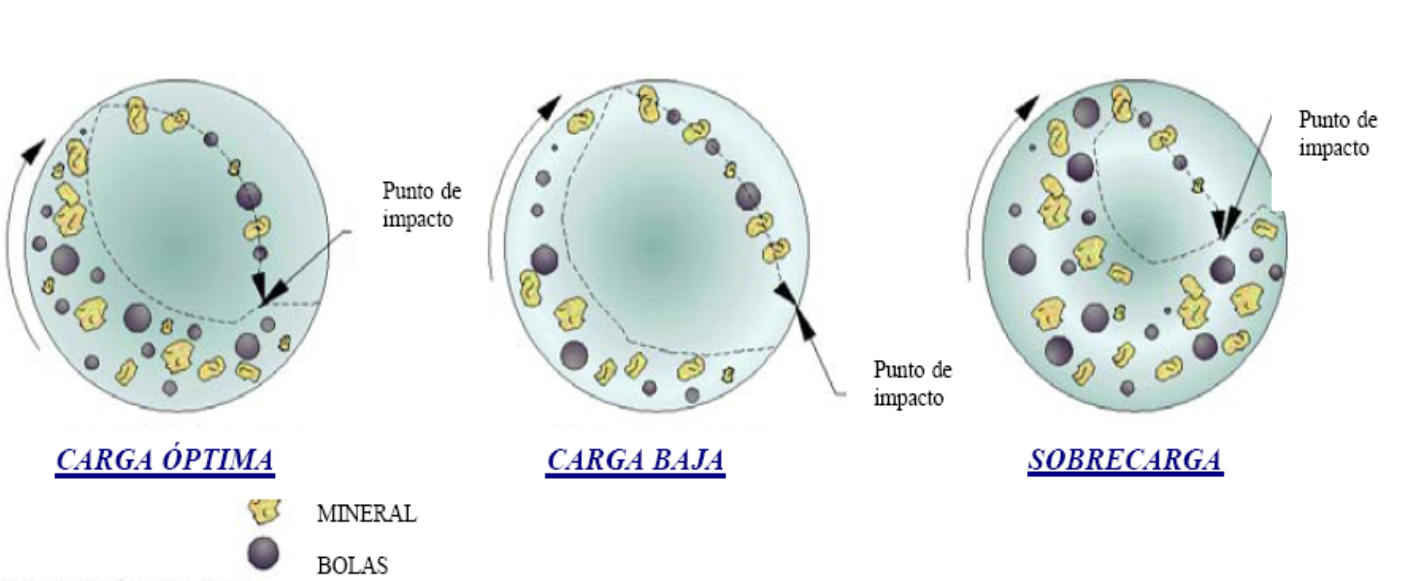 Punto de
impacto
Punto de
impacto
Punto de
impacto
CARGA ÓPTIMA
CARGA BAJA
SOBRECARGA
MINERAL
BOLAS